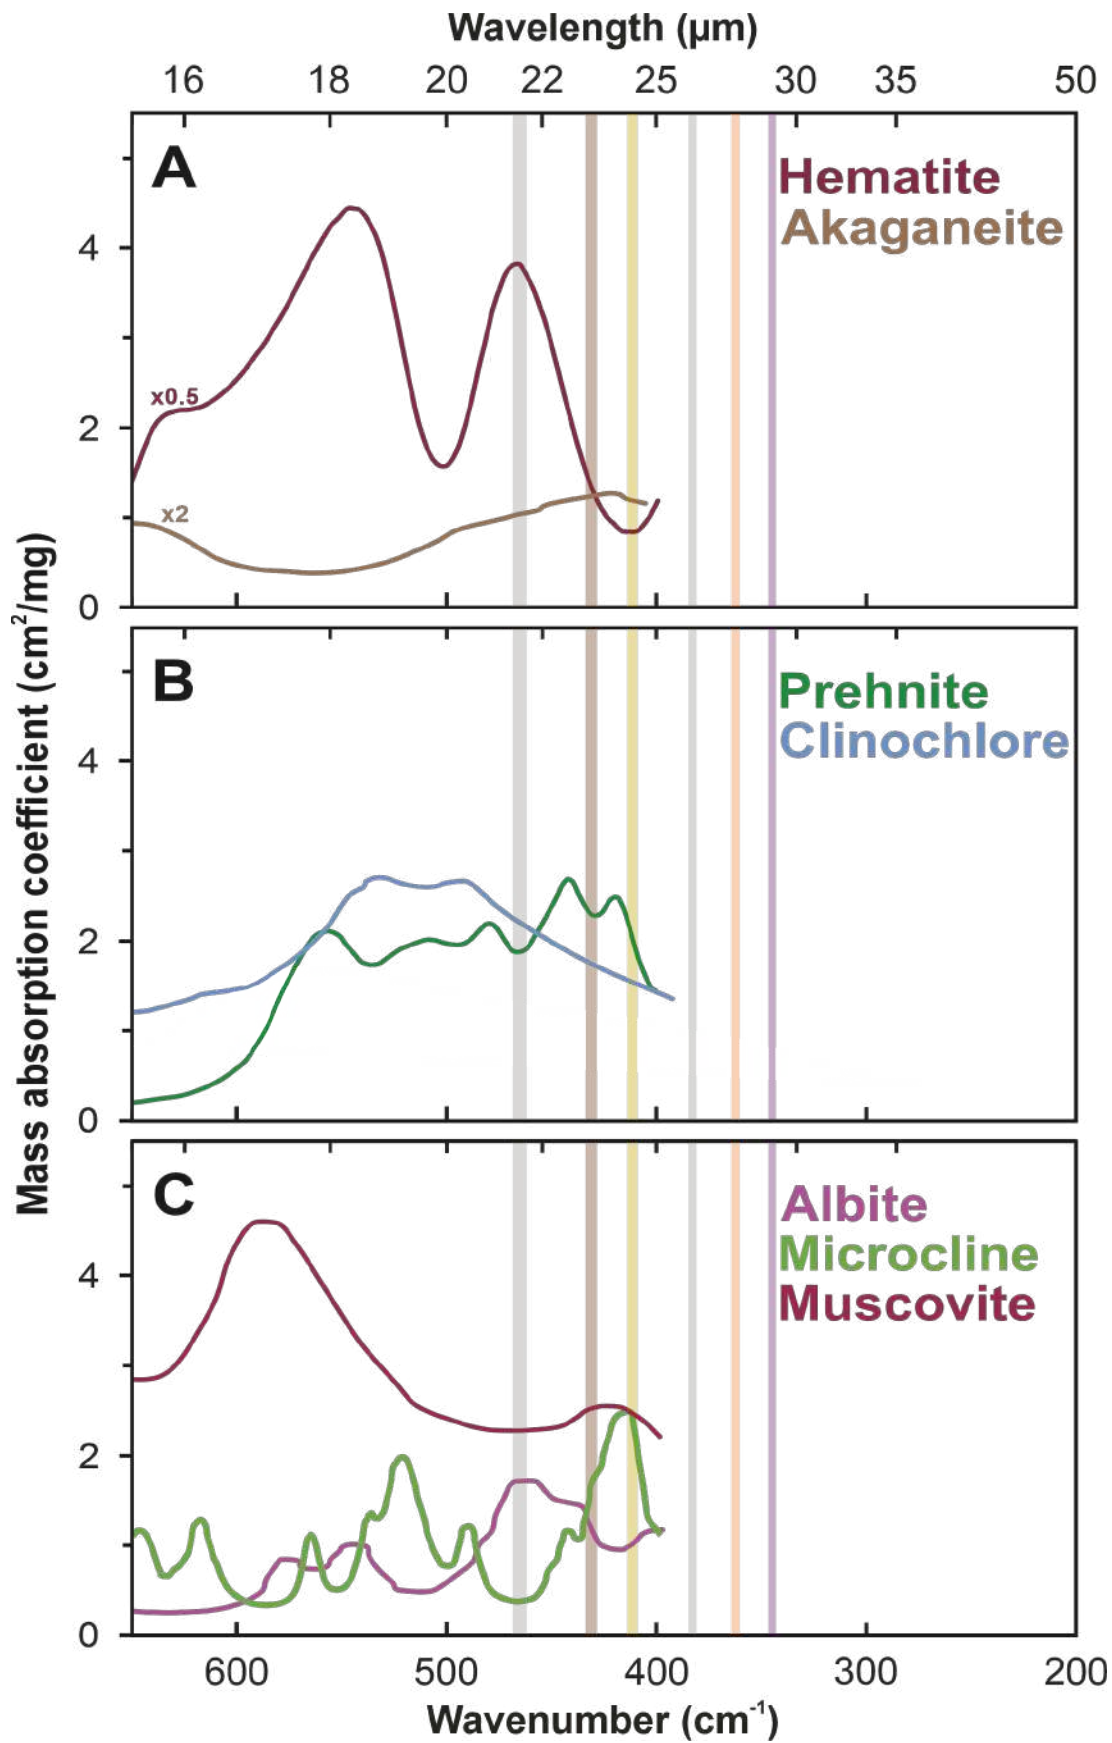 Wavelength (µm)
16 18 20 22 25 30 35 50
A
Hematite
Akaganeite
4
x0.5
2
x2
0
B
Prehnite
Clinochlore
4
2
0
Mass absorption coefficient (cm²/mg)
C
Albite
Microcline
Muscovite
4
2
0
600 500 400 300 200
Wavenumber (cm⁻¹)